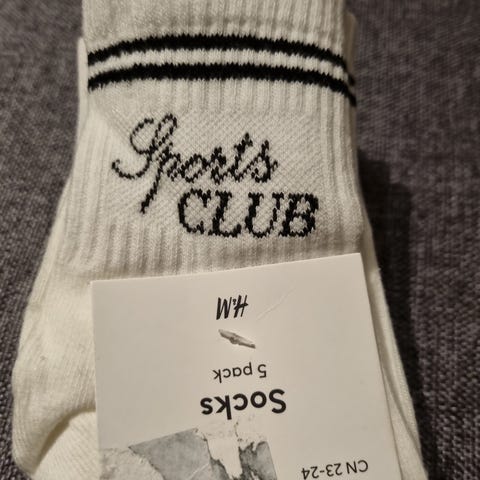 Sports
CLUB
H&M
Socks
5 pack
CN 23-24